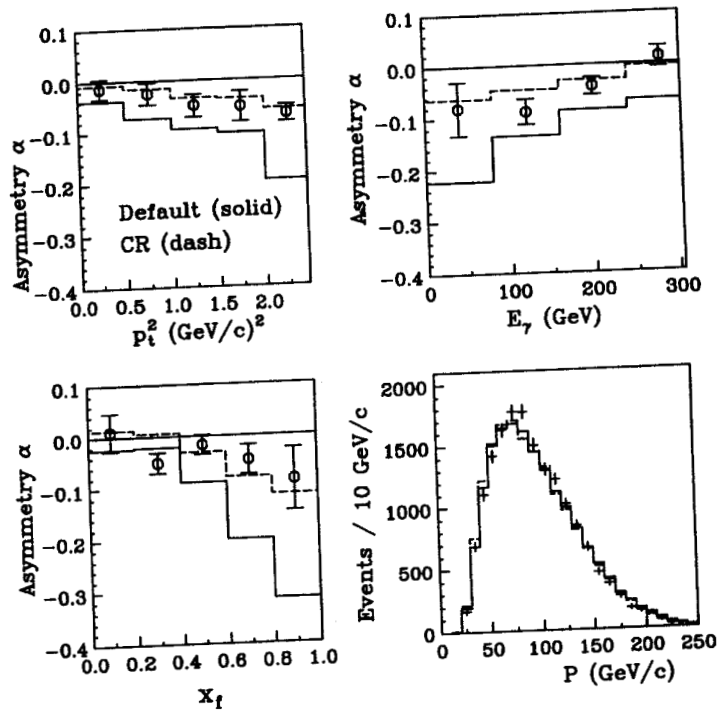 0.1
0.0
-0.1
-0.2
-0.3
-0.4
Asymmetry α
Default (solid)
CR (dash)
0.0 0.5 1.0 1.5 2.0
p_t^2 (GeV/c)^2
0.1
0.0
-0.1
-0.2
-0.3
-0.4
Asymmetry α
0 100 200 300
E_γ (GeV)
0.1
0.0
-0.1
-0.2
-0.3
-0.4
Asymmetry α
0.0 0.2 0.4 0.6 0.8 1.0
x_f
2000
1500
1000
500
0
Events / 10 GeV/c
0 50 100 150 200 250
P (GeV/c)